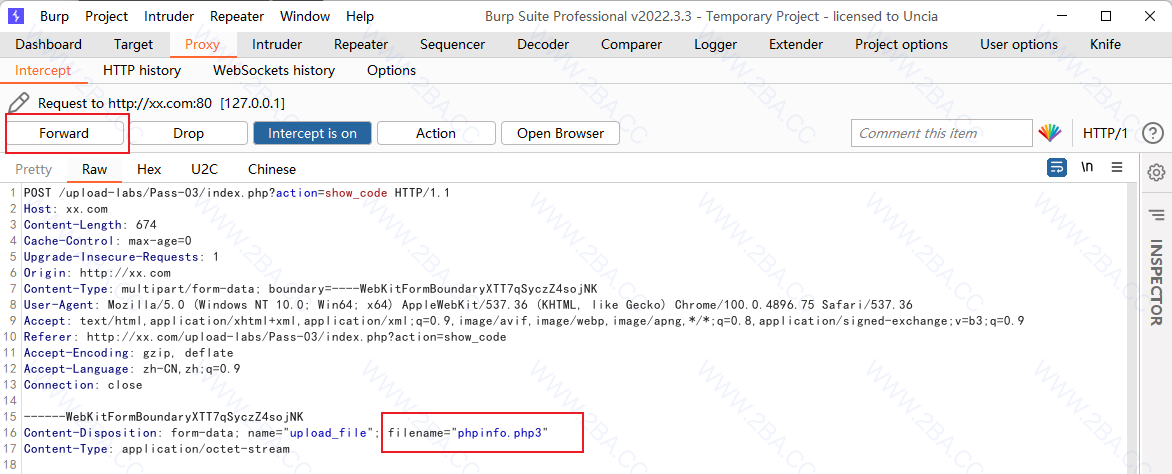 Burp Project Intruder Repeater Window Help Burp Suite Professional v2022.3.3 - Temporary Project - licensed to Uncia
Dashboard Target Proxy Intruder Repeater Sequencer Decoder Comparer Logger Extender Project options User options Knife
Intercept HTTP history WebSockets history Options
Request to http://xx.com:80 [127.0.0.1]
Forward Drop Intercept is on Action Open Browser Comment this item HTTP/1 ?
Pretty Raw Hex U2C Chinese \n
1 POST /upload-labs/Pass-03/index.php?action=show_code HTTP/1.1
2 Host: xx.com
3 Content-Length: 674
4 Cache-Control: max-age=0
5 Upgrade-Insecure-Requests: 1
6 Origin: http://xx.com
7 Content-Type: multipart/form-data; boundary=----WebKitFormBoundaryXTT7qSyczZ4sojNK
8 User-Agent: Mozilla/5.0 (Windows NT 10.0; Win64; x64) AppleWebKit/537.36 (KHTML, like Gecko) Chrome/100.0.4896.75 Safari/537.36
9 Accept: text/html,application/xhtml+xml,application/xml;q=0.9,image/avif,image/webp,image/apng,*/*;q=0.8,application/signed-exchange;v=b3;q=0.9
10 Referer: http://xx.com/upload-labs/Pass-03/index.php?action=show_code
11 Accept-Encoding: gzip, deflate
12 Accept-Language: zh-CN,zh;q=0.9
13 Connection: close
14
15 ------WebKitFormBoundaryXTT7qSyczZ4sojNK
16 Content-Disposition: form-data; name="upload_file"; filename="phpinfo.php3"
17 Content-Type: application/octet-stream
18
INSPECTOR
WWW.2BA.CC